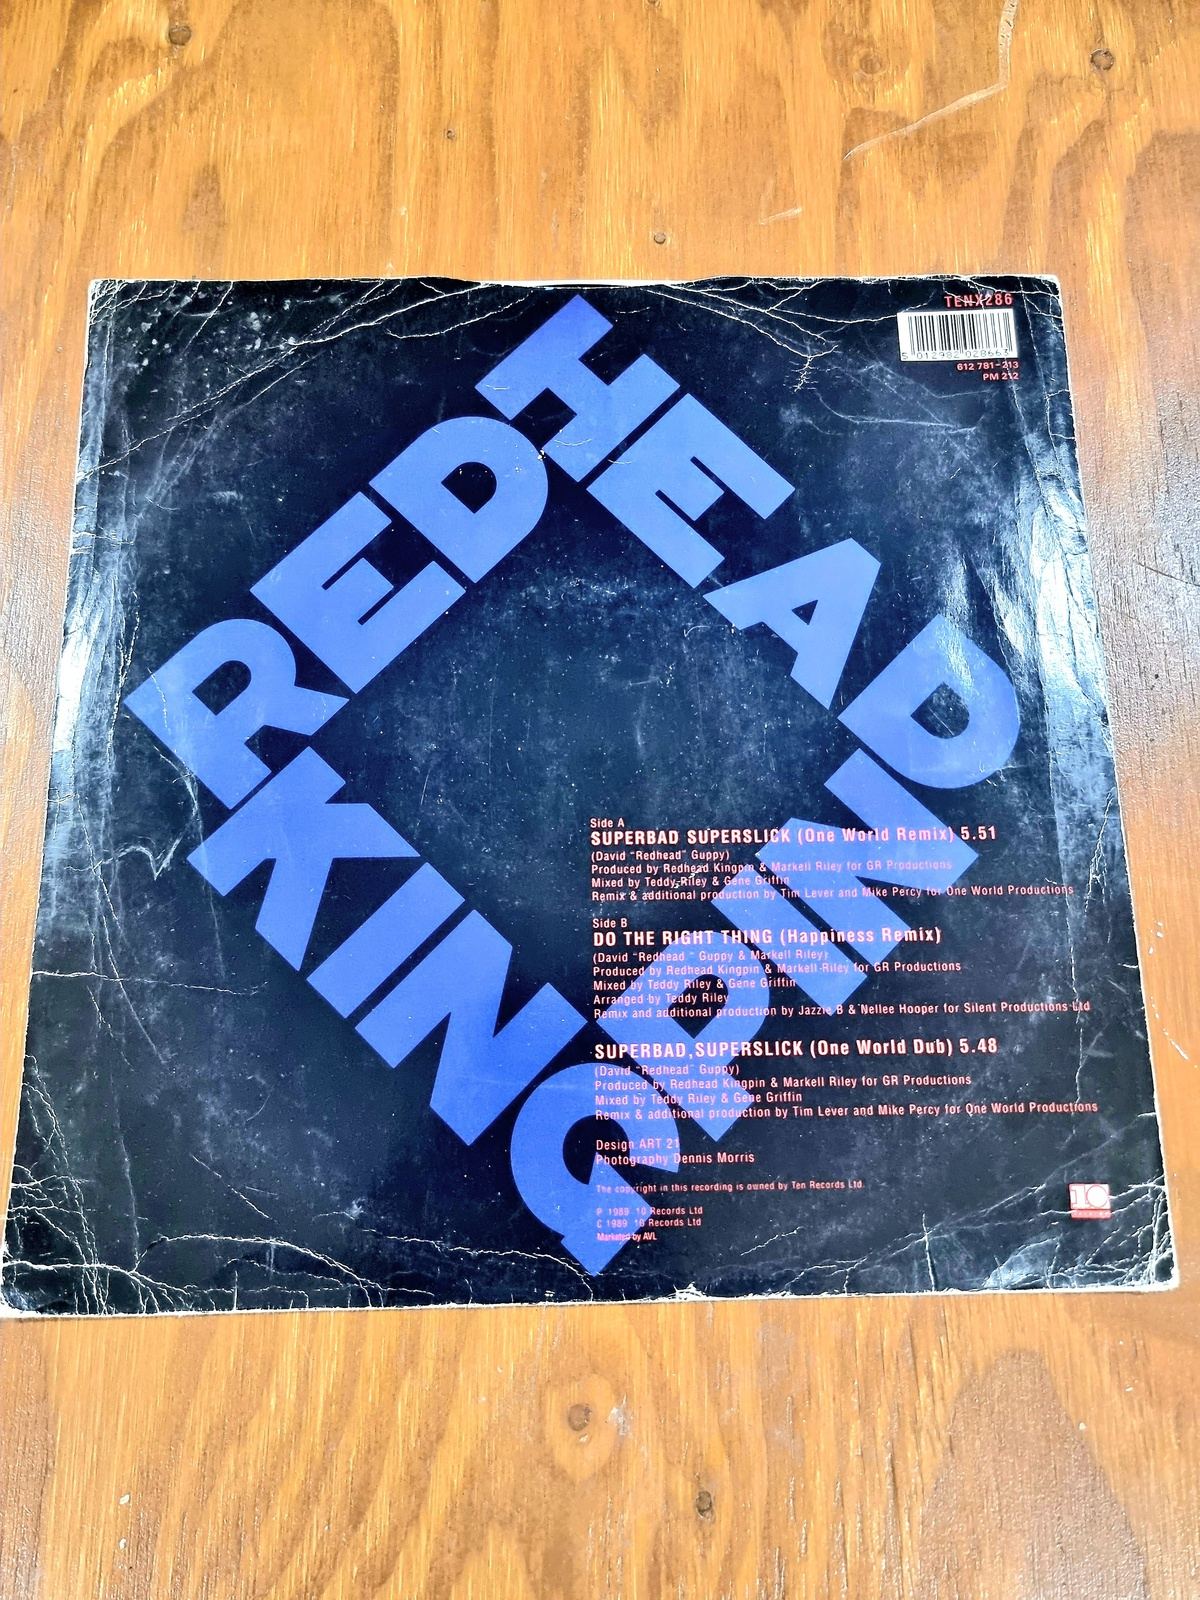 TENX286
5 012982 028663
612 781-213
PM 212
RED HEAD
KING PIN
Side A
SUPERBAD SUPERSLICK (One World Remix) 5.51
(David "Redhead" Guppy)
Produced by Redhead Kingpin & Markell Riley for GR Productions
Mixed by Teddy Riley & Gene Griffin
Remix & additional production by Tim Lever and Mike Percy for One World Productions
Side B
DO THE RIGHT THING (Happiness Remix)
(David "Redhead " Guppy & Markell Riley)
Produced by Redhead Kingpin & Markell Riley for GR Productions
Mixed by Teddy Riley & Gene Griffin
Arranged by Teddy Riley
Remix and additional production by Jazzie B & Nellee Hooper for Silent Productions Ltd
SUPERBAD, SUPERSLICK (One World Dub) 5.48
(David "Redhead" Guppy)
Produced by Redhead Kingpin & Markell Riley for GR Productions
Mixed by Teddy Riley & Gene Griffin
Remix & additional production by Tim Lever and Mike Percy for One World Productions
Design ART 21
Photography Dennis Morris
The copyright in this recording is owned by Ten Records Ltd.
P 1989 10 Records Ltd
C 1989 10 Records Ltd
Marketed by AVL
10